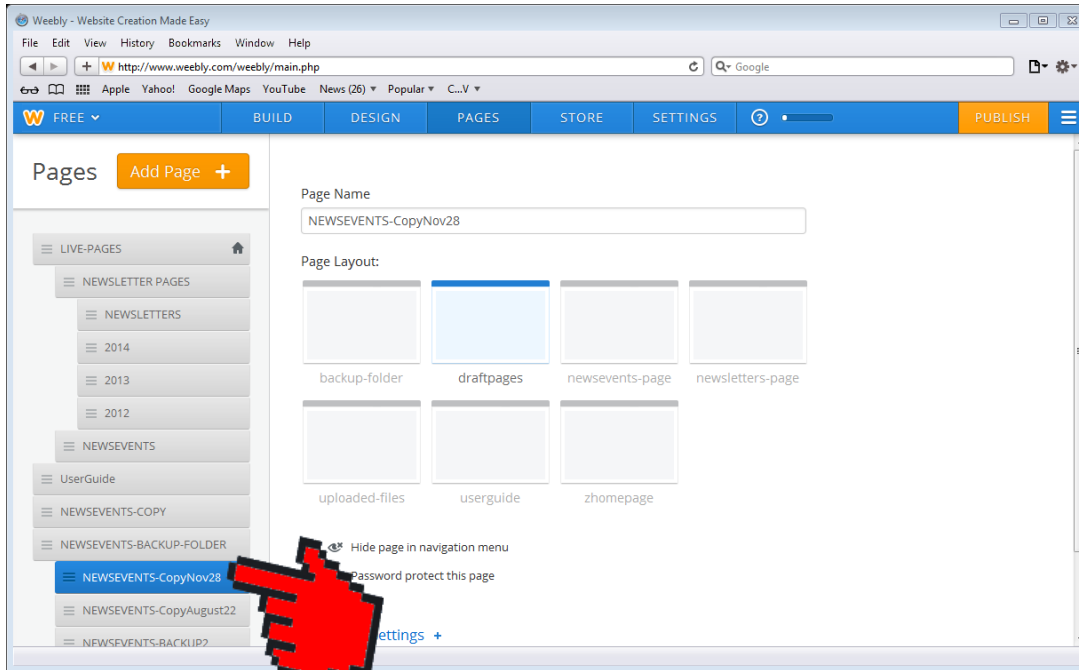 Weebly - Website Creation Made Easy
File Edit View History Bookmarks Window Help
http://www.weebly.com/weebly/main.php
Google
Apple Yahoo! Google Maps YouTube News (26) Popular C...V
FREE BUILD DESIGN PAGES STORE SETTINGS ? PUBLISH
Pages
Add Page +
LIVE-PAGES
NEWSLETTER PAGES
NEWSLETTERS
2014
2013
2012
NEWSEVENTS
UserGuide
NEWSEVENTS-COPY
NEWSEVENTS-BACKUP-FOLDER
NEWSEVENTS-CopyNov28
NEWSEVENTS-CopyAugust22
NEWSEVENTS-BACKUP2
Page Name
NEWSEVENTS-CopyNov28
Page Layout:
backup-folder draftpages newsevents-page newsletters-page
uploaded-files userguide zhomepage
Hide page in navigation menu
Password protect this page
ettings +